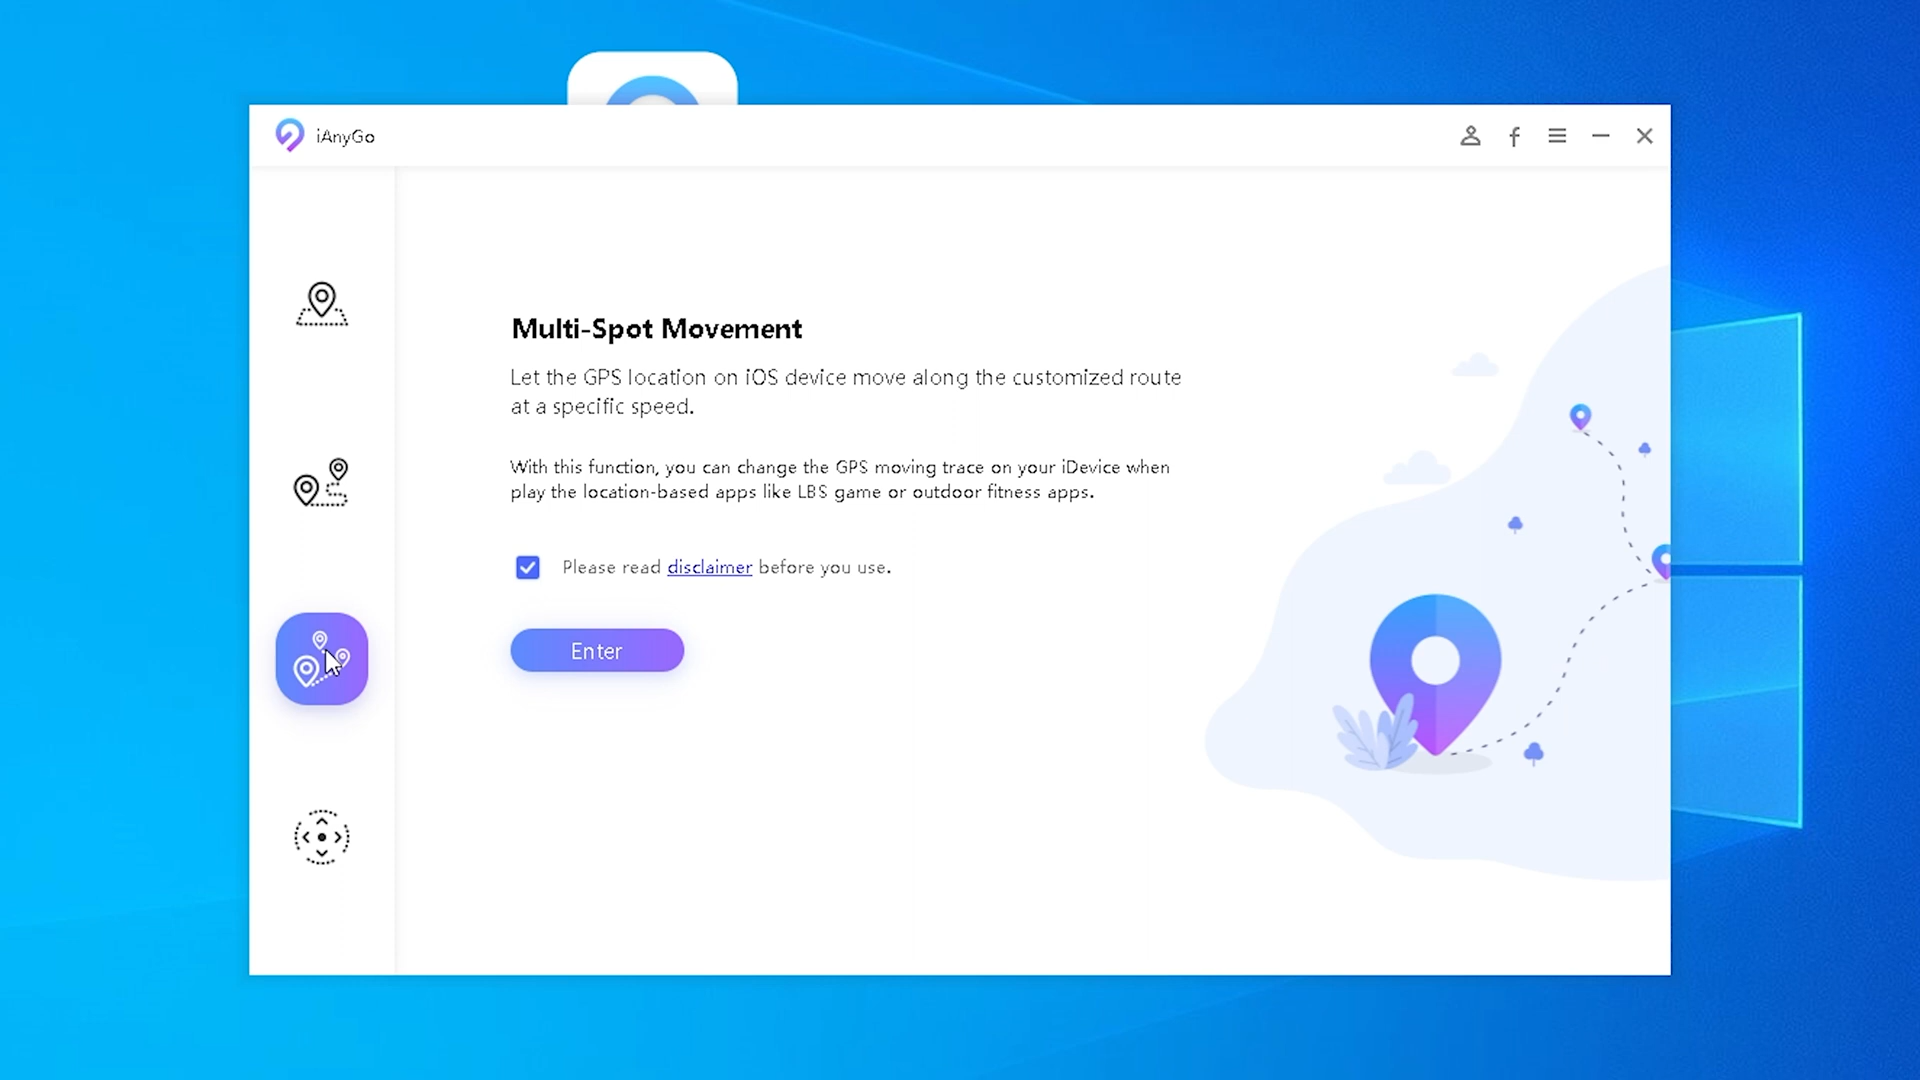 iAnyGo
Multi-Spot Movement
Let the GPS location on iOS device move along the customized route
at a specific speed.
With this function, you can change the GPS moving trace on your iDevice when
play the location-based apps like LBS game or outdoor fitness apps.
Please read disclaimer before you use.
Enter